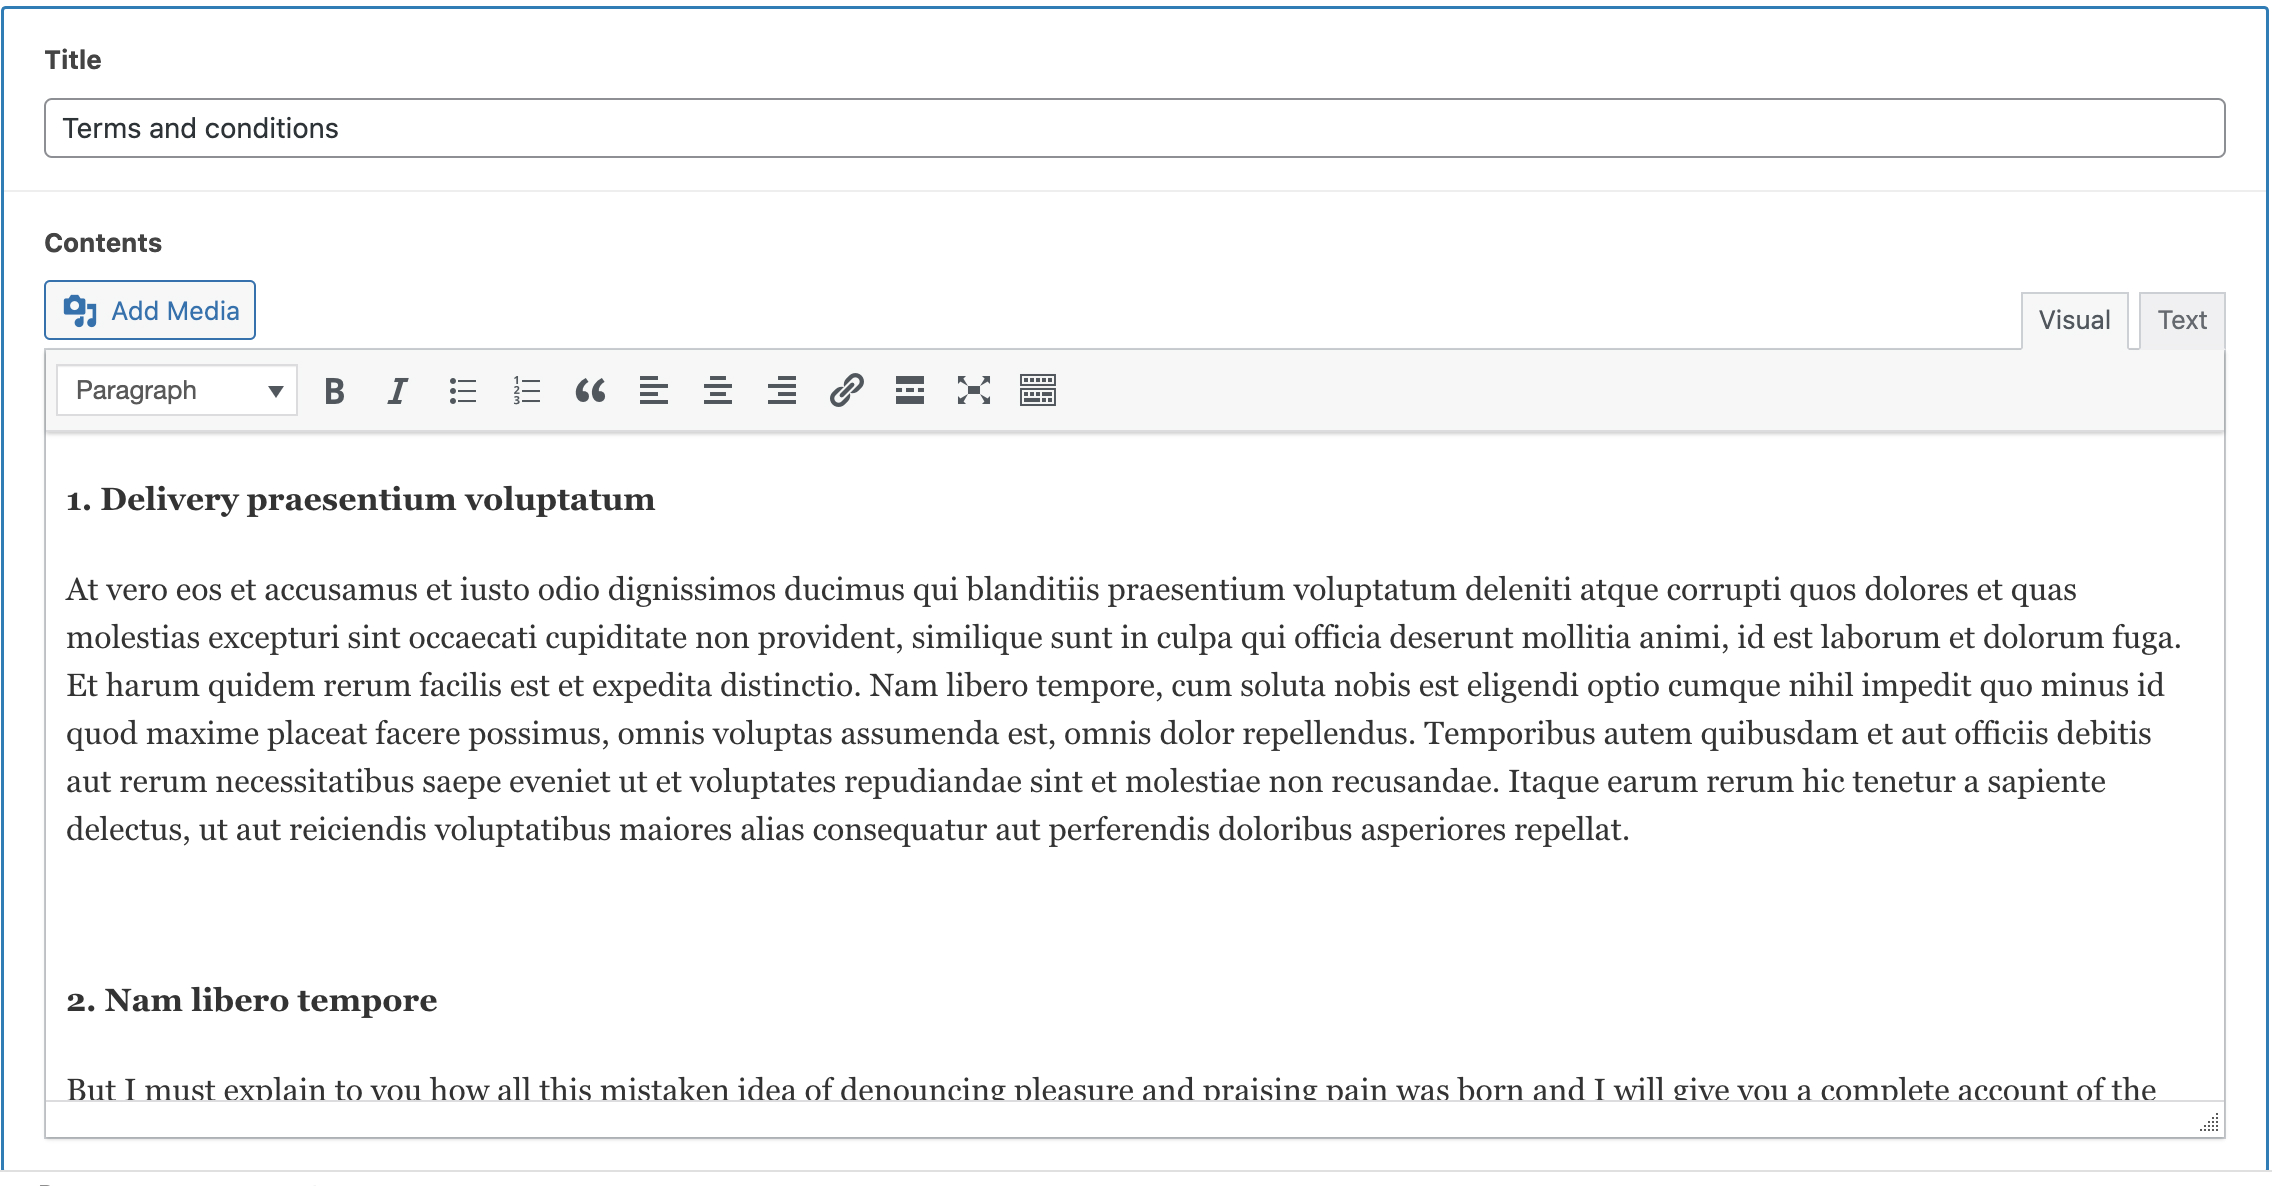 Title
Terms and conditions
Contents
Add Media
Visual
Text
Paragraph
1. Delivery praesentium voluptatum
At vero eos et accusamus et iusto odio dignissimos ducimus qui blanditiis praesentium voluptatum deleniti atque corrupti quos dolores et quas
molestias excepturi sint occaecati cupiditate non provident, similique sunt in culpa qui officia deserunt mollitia animi, id est laborum et dolorum fuga.
Et harum quidem rerum facilis est et expedita distinctio. Nam libero tempore, cum soluta nobis est eligendi optio cumque nihil impedit quo minus id
quod maxime placeat facere possimus, omnis voluptas assumenda est, omnis dolor repellendus. Temporibus autem quibusdam et aut officiis debitis
aut rerum necessitatibus saepe eveniet ut et voluptates repudiandae sint et molestiae non recusandae. Itaque earum rerum hic tenetur a sapiente
delectus, ut aut reiciendis voluptatibus maiores alias consequatur aut perferendis doloribus asperiores repellat.
2. Nam libero tempore
But I must explain to you how all this mistaken idea of denouncing pleasure and praising pain was born and I will give you a complete account of the